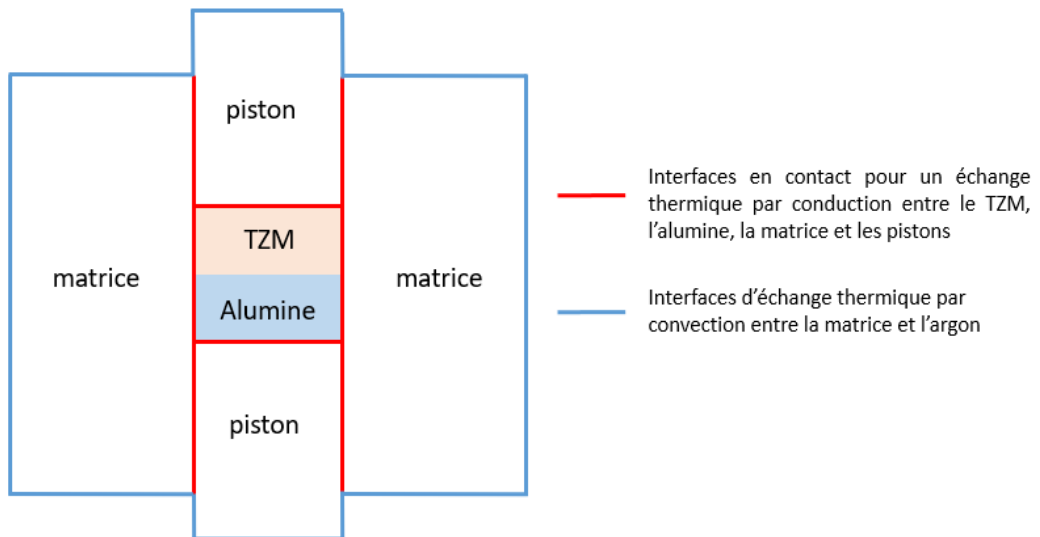 piston
TZM
matrice
matrice
Alumine
piston
Interfaces en contact pour un échange
thermique par conduction entre le TZM,
l’alumine, la matrice et les pistons
Interfaces d’échange thermique par
convection entre la matrice et l’argon